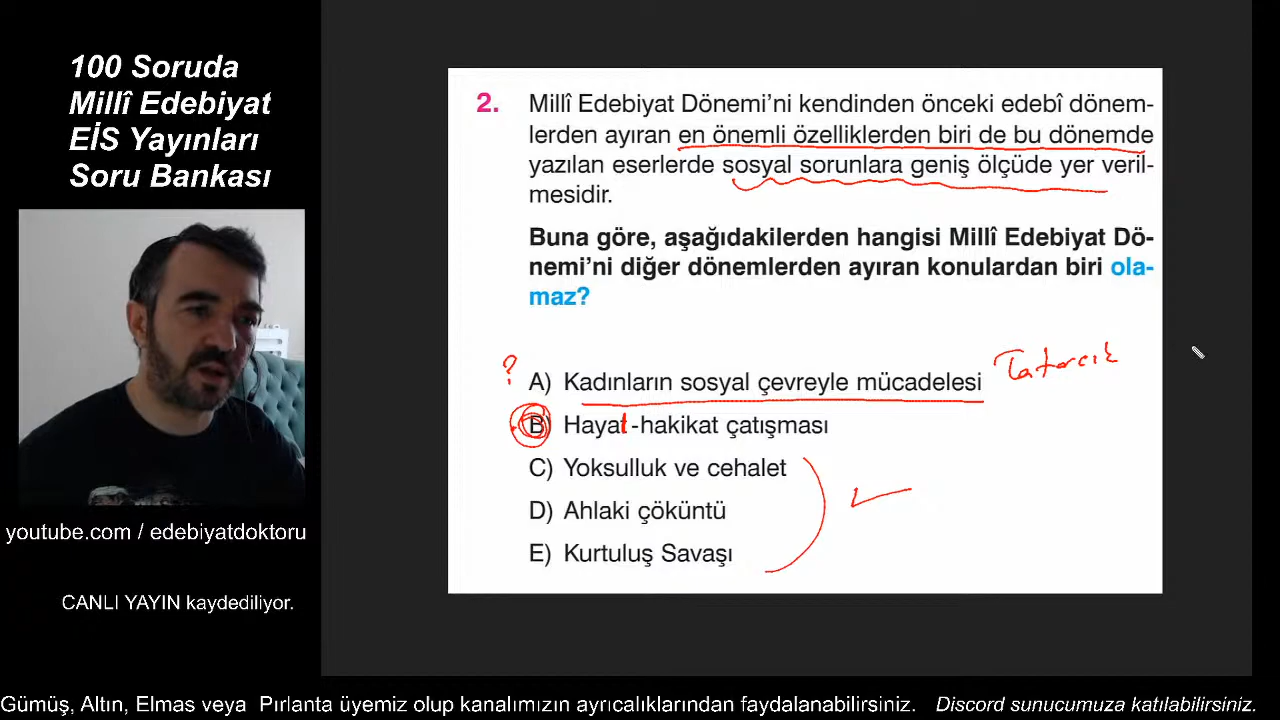 100 Soruda
Millî Edebiyat
EİS Yayınları
Soru Bankası
2. Millî Edebiyat Dönemi’ni kendinden önceki edebî dönem-
lerden ayıran en önemli özelliklerden biri de bu dönemde
yazılan eserlerde sosyal sorunlara geniş ölçüde yer veril-
mesidir.
Buna göre, aşağıdakilerden hangisi Millî Edebiyat Dö-
nemi’ni diğer dönemlerden ayıran konulardan biri ola-
maz?
? A) Kadınların sosyal çevreyle mücadelesi Tatarcık
B) Hayat-hakikat çatışması
C) Yoksulluk ve cehalet
D) Ahlaki çöküntü
E) Kurtuluş Savaşı
youtube.com / edebiyatdoktoru
CANLI YAYIN kaydediliyor.
Gümüş, Altın, Elmas veya Pırlanta üyemiz olup kanalımızın ayrıcalıklarından faydalanabilirsiniz. Discord sunucumuza katılabilirsiniz.